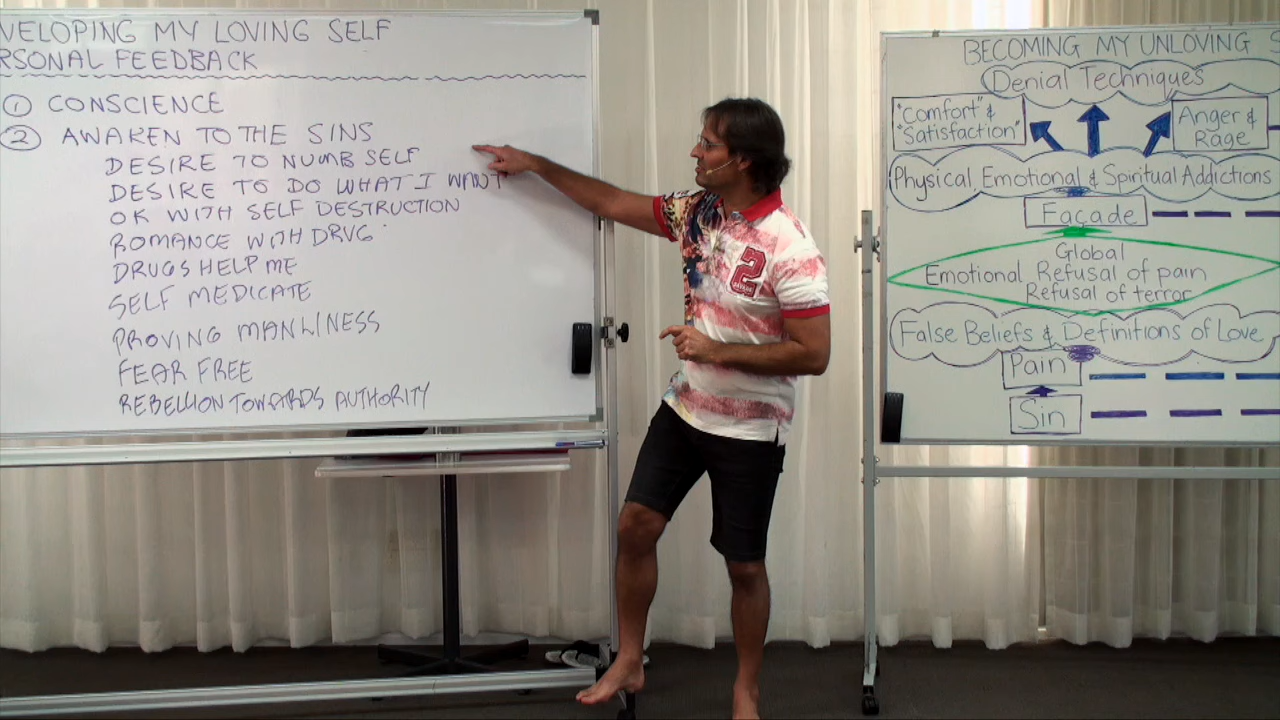 VELOPING MY LOVING SELF
RSONAL FEEDBACK
① CONSCIENCE
② AWAKEN TO THE SINS
DESIRE TO NUMB SELF
DESIRE TO DO WHAT I WANT
OK WITH SELF DESTRUCTION
ROMANCE WITH DRUG
DRUGS HELP ME
SELF MEDICATE
PROVING MANLINESS
FEAR FREE
REBELLION TOWARDS AUTHORITY
2
BECOMING MY UNLOVING S
Denial Techniques
"Comfort" &
"Satisfaction"
Anger &
Rage
Physical Emotional & Spiritual Addictions
Façade
Global
Emotional Refusal of pain
Refusal of terror
False Beliefs & Definitions of Love
Pain
Sin